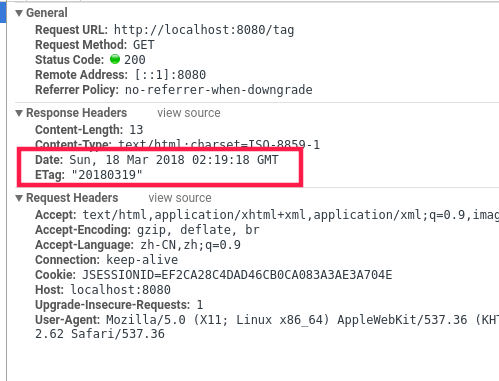 General
Request URL: http://localhost:8080/tag
Request Method: GET
Status Code: 200
Remote Address: [::1]:8080
Referrer Policy: no-referrer-when-downgrade
Response Headers view source
Content-Length: 13
Content-Type: text/html;charset=ISO-8859-1
Date: Sun, 18 Mar 2018 02:19:18 GMT
ETag: "20180319"
Request Headers view source
Accept: text/html,application/xhtml+xml,application/xml;q=0.9,imag
Accept-Encoding: gzip, deflate, br
Accept-Language: zh-CN,zh;q=0.9
Connection: keep-alive
Cookie: JSESSIONID=EF2CA28C4DAD46CB0CA083A3AE3A704E
Host: localhost:8080
Upgrade-Insecure-Requests: 1
User-Agent: Mozilla/5.0 (X11; Linux x86_64) AppleWebKit/537.36 (KHT
2.62 Safari/537.36